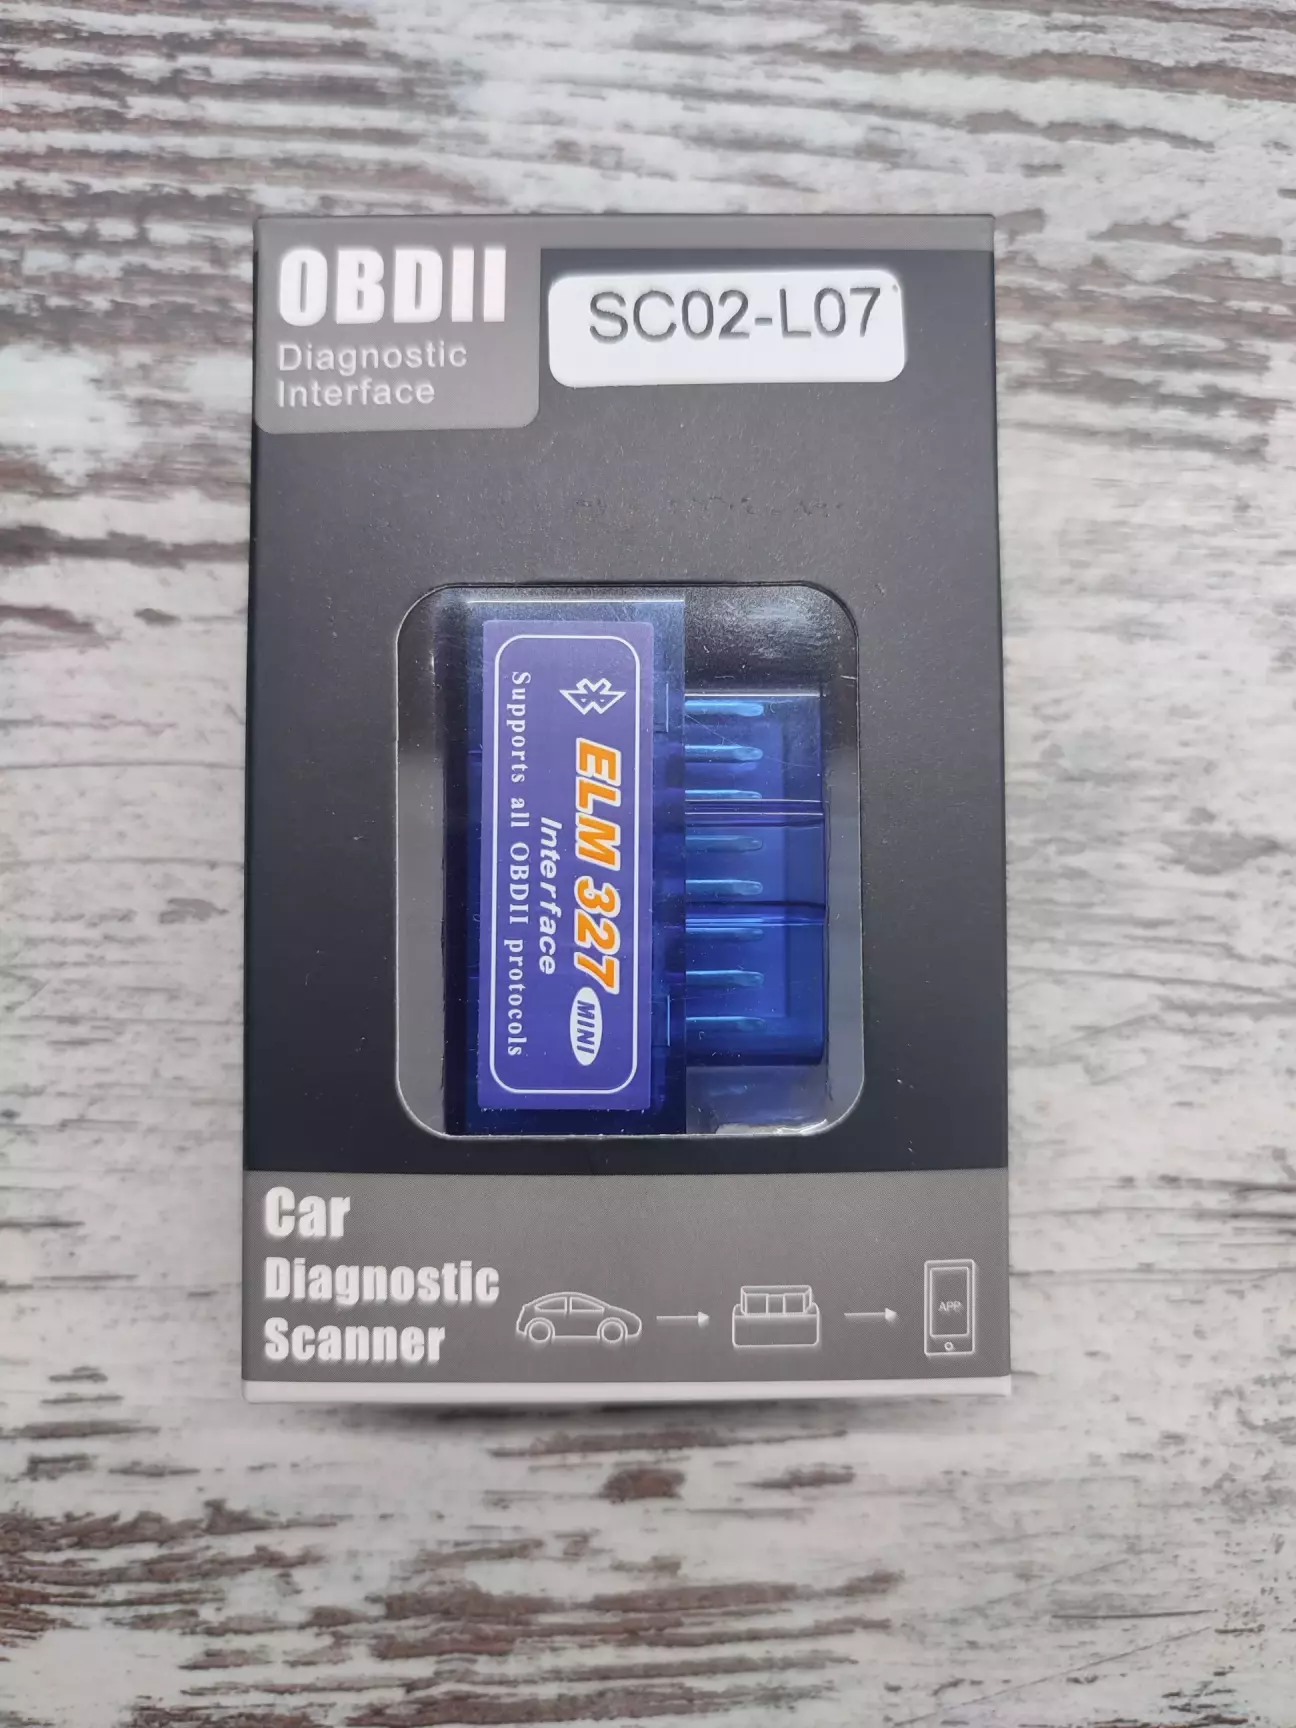 OBDII
Diagnostic
Interface
SC02-L07
ELM 327 MINI
Interface
Supports all OBDII protocols
Car
Diagnostic
Scanner
APP